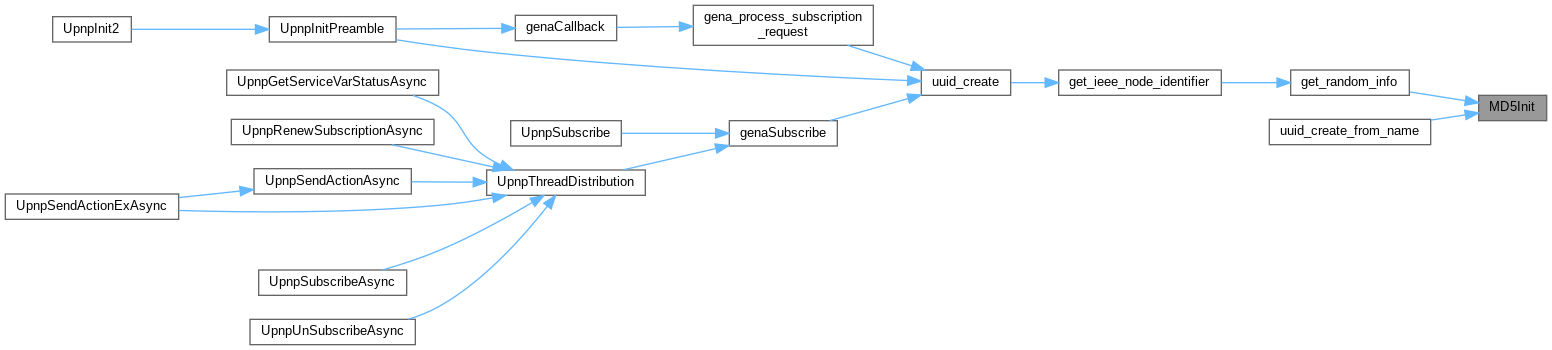 UpnpInit2
UpnpInitPreamble
genaCallback
gena_process_subscription
_request
UpnpGetServiceVarStatusAsync
uuid_create
get_ieee_node_identifier
get_random_info
MD5Init
UpnpRenewSubscriptionAsync
UpnpSubscribe
genaSubscribe
uuid_create_from_name
UpnpSendActionAsync
UpnpThreadDistribution
UpnpSendActionExAsync
UpnpSubscribeAsync
UpnpUnSubscribeAsync